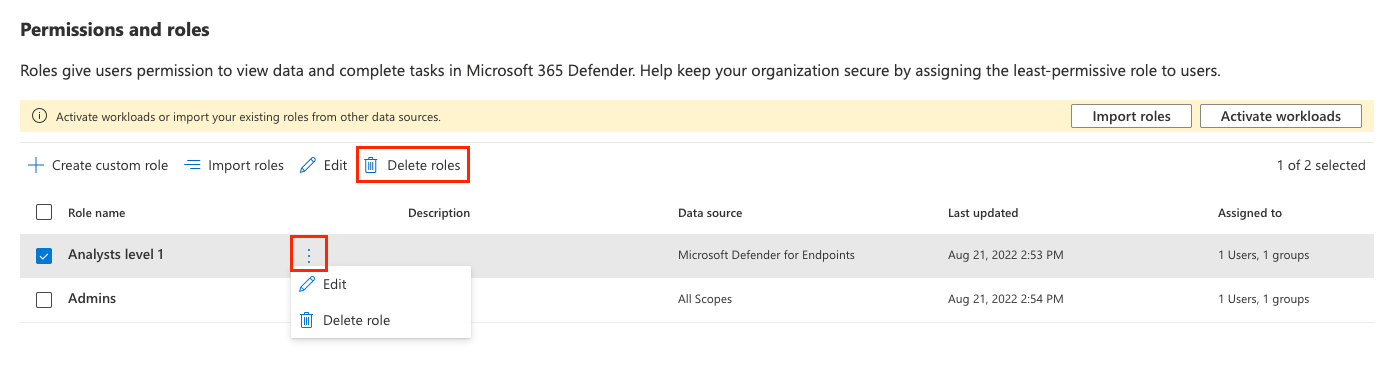 Permissions and roles
Roles give users permission to view data and complete tasks in Microsoft 365 Defender. Help keep your organization secure by assigning the least-permissive role to users.
Activate workloads or import your existing roles from other data sources. Import roles Activate workloads
Create custom role Import roles Edit Delete roles 1 of 2 selected
Role name Description Data source Last updated Assigned to
Analysts level 1 Microsoft Defender for Endpoints Aug 21, 2022 2:53 PM 1 Users, 1 groups
Edit
Admins All Scopes Aug 21, 2022 2:54 PM 1 Users, 1 groups
Delete role